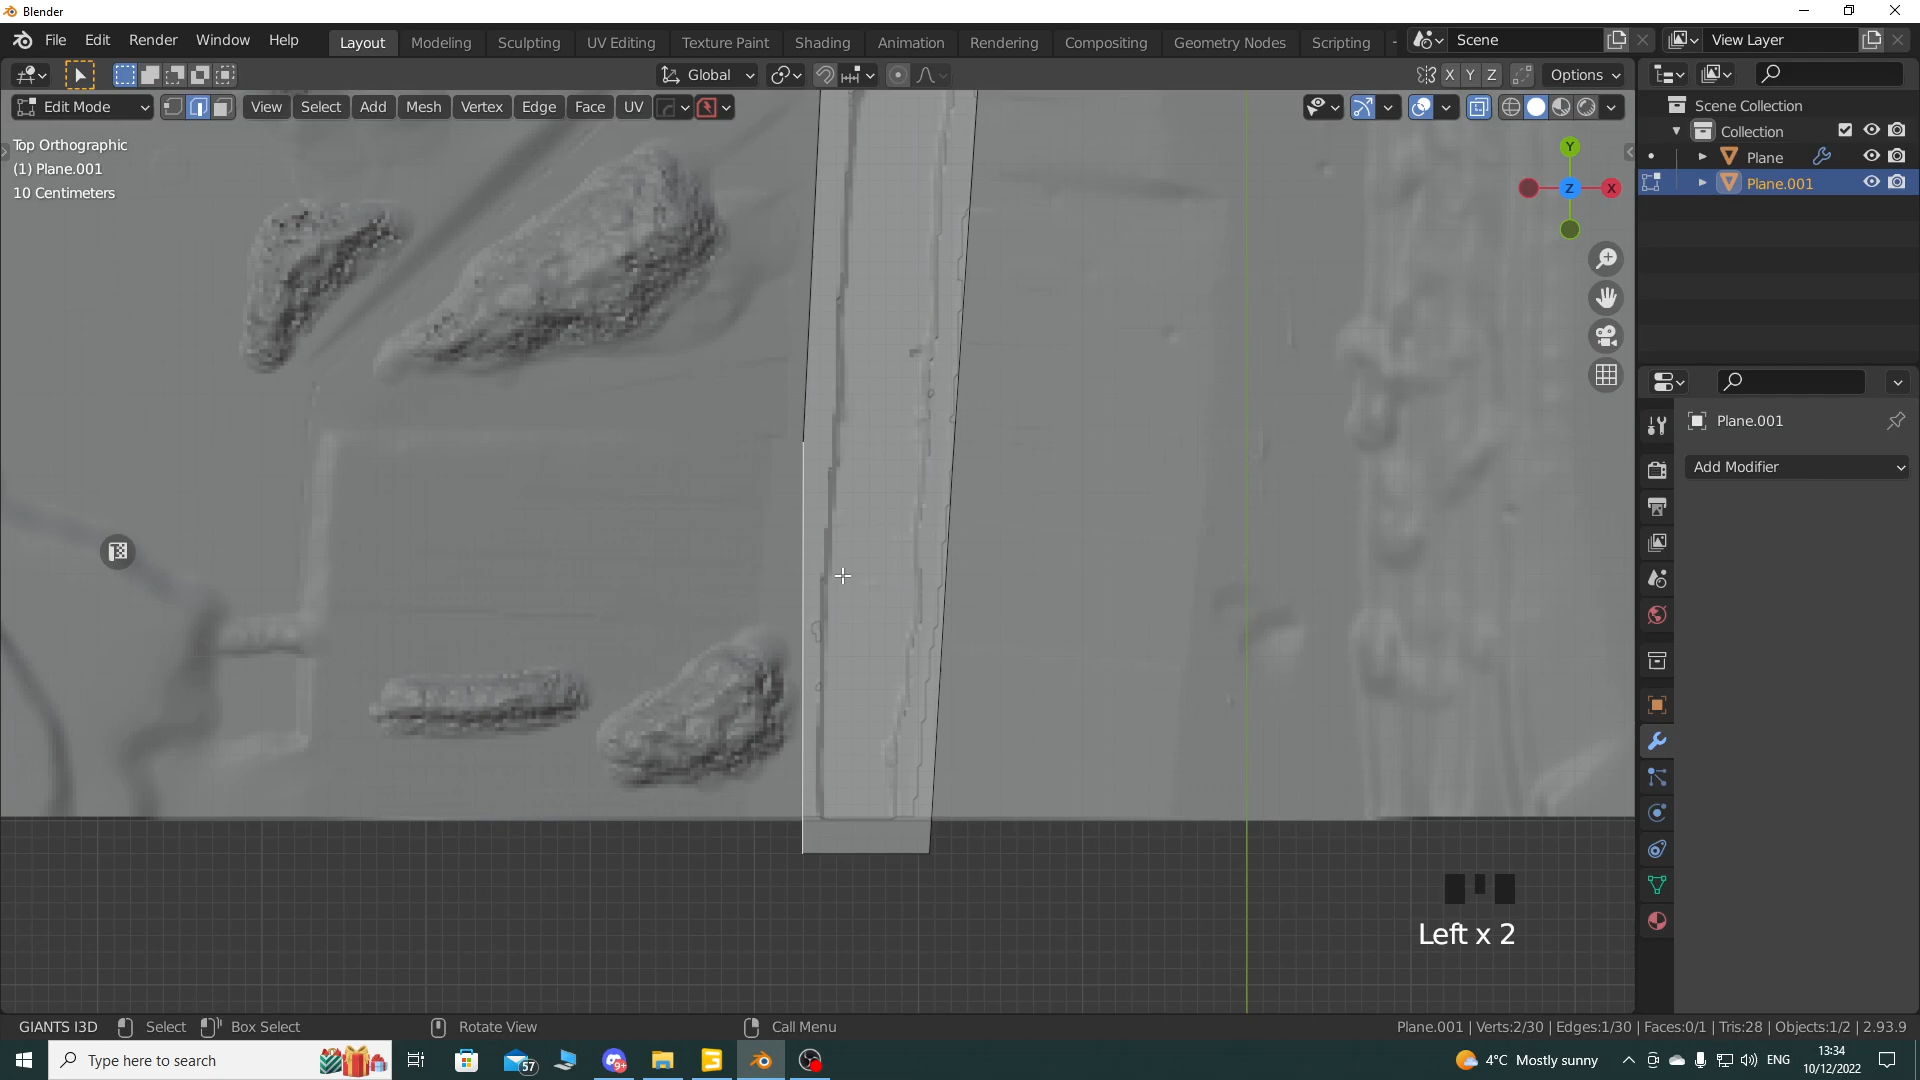 Blender
File Edit Render Window Help Layout Modeling Sculpting UV Editing Texture Paint Shading Animation Rendering Compositing Geometry Nodes Scripting Scene View Layer
Global X Y Z Options
Edit Mode View Select Add Mesh Vertex Edge Face UV
Scene Collection
Collection
Plane
Plane.001
Top Orthographic
(1) Plane.001
10 Centimeters
Y
Z
X
Plane.001
Add Modifier
Left x 2
GIANTS I3D Select Box Select Rotate View Call Menu Plane.001 | Verts:2/30 | Edges:1/30 | Faces:0/1 | Tris:28 | Objects:1/2 | 2.93.9
Type here to search 57 9+ 4°C Mostly sunny ENG 13:34
10/12/2022